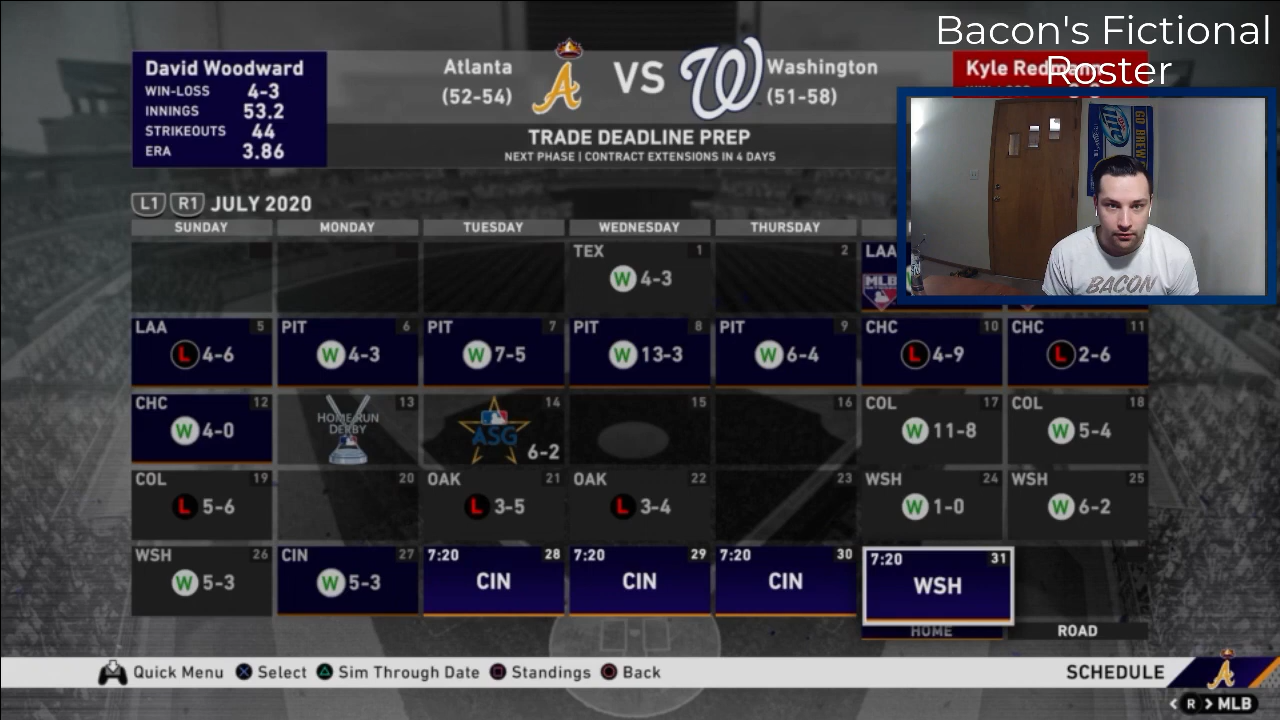 Bacon's Fictional
Roster
David Woodward
WIN-LOSS 4-3
INNINGS 53.2
STRIKEOUTS 44
ERA 3.86
Atlanta
(52-54)
A
VS
W
Washington
(51-58)
Kyle Redmann
TRADE DEADLINE PREP
NEXT PHASE | CONTRACT EXTENSIONS IN 4 DAYS
L1 R1 JULY 2020
SUNDAY MONDAY TUESDAY WEDNESDAY THURSDAY
TEX 1 2 LAA
W 4-3
MLB
LAA 5 PIT 6 PIT 7 PIT 8 PIT 9 CHC 10 CHC 11
L 4-6 W 4-3 W 7-5 W 13-3 W 6-4 L 4-9 L 2-6
CHC 12 13 14 15 16 COL 17 COL 18
W 4-0 HOME RUN DERBY ASG 6-2 W 11-8 W 5-4
COL 19 20 OAK 21 OAK 22 23 WSH 24 WSH 25
L 5-6 L 3-5 L 3-4 W 1-0 W 6-2
WSH 26 CIN 27 7:20 28 7:20 29 7:20 30 7:20 31
W 5-3 W 5-3 CIN CIN CIN WSH
HOME ROAD
Quick Menu Select Sim Through Date Standings Back
SCHEDULE A
< R > MLB
GO BREW
BACON